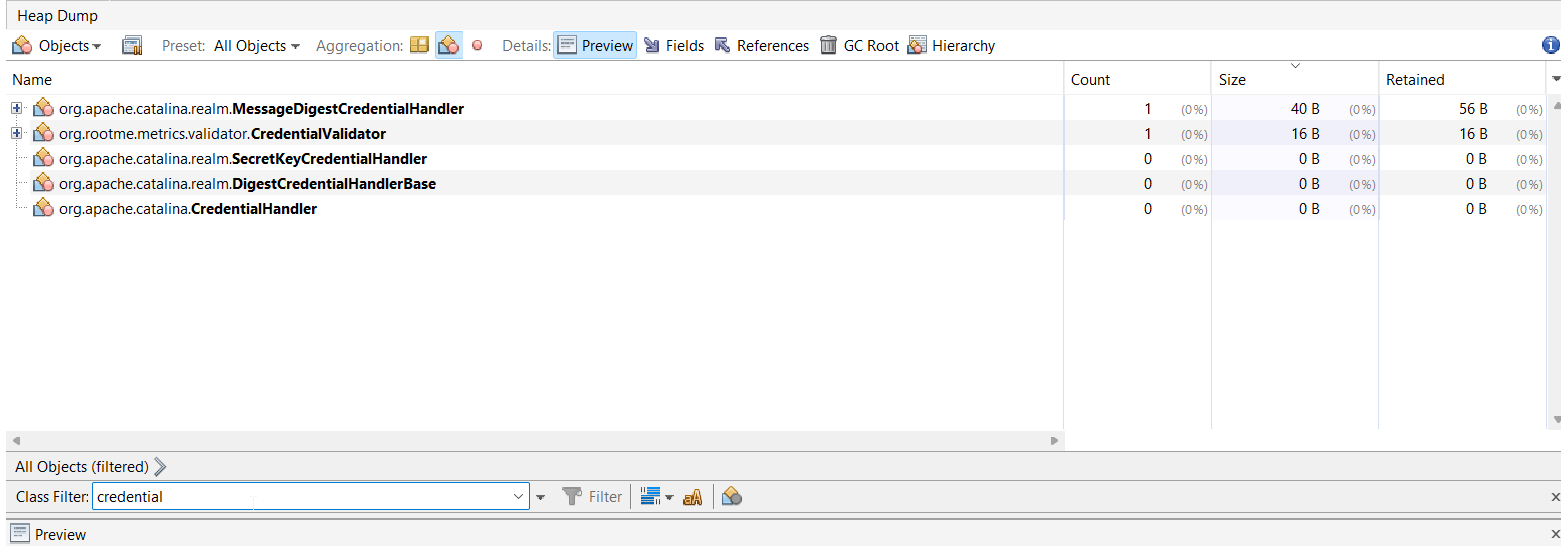 Heap Dump
Objects Preset: All Objects Aggregation: Details: Preview Fields References GC Root Hierarchy
Name Count Size Retained
org.apache.catalina.realm.MessageDigestCredentialHandler 1 (0%) 40 B (0%) 56 B (0%)
org.rootme.metrics.validator.CredentialValidator 1 (0%) 16 B (0%) 16 B (0%)
org.apache.catalina.realm.SecretKeyCredentialHandler 0 (0%) 0 B (0%) 0 B (0%)
org.apache.catalina.realm.DigestCredentialHandlerBase 0 (0%) 0 B (0%) 0 B (0%)
org.apache.catalina.CredentialHandler 0 (0%) 0 B (0%) 0 B (0%)
All Objects (filtered)
Class Filter: credential Filter aA
Preview